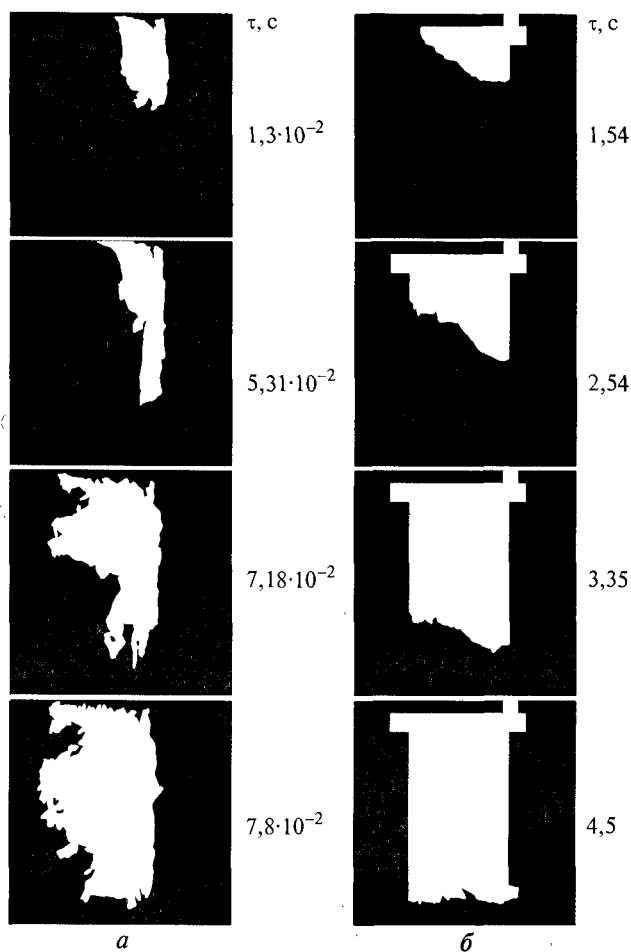 τ, с
τ, с
1,3·10⁻²
1,54
5,31·10⁻²
2,54
7,18·10⁻²
3,35
7,8·10⁻²
4,5
а
б